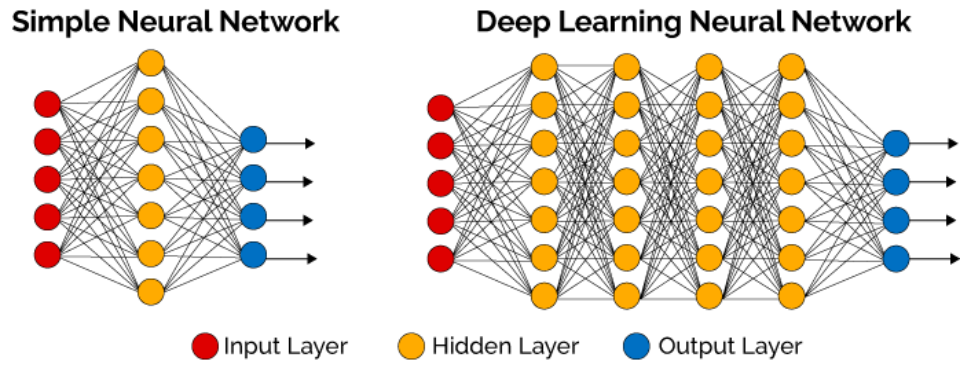 Simple Neural Network
Deep Learning Neural Network
Input Layer
Hidden Layer
Output Layer